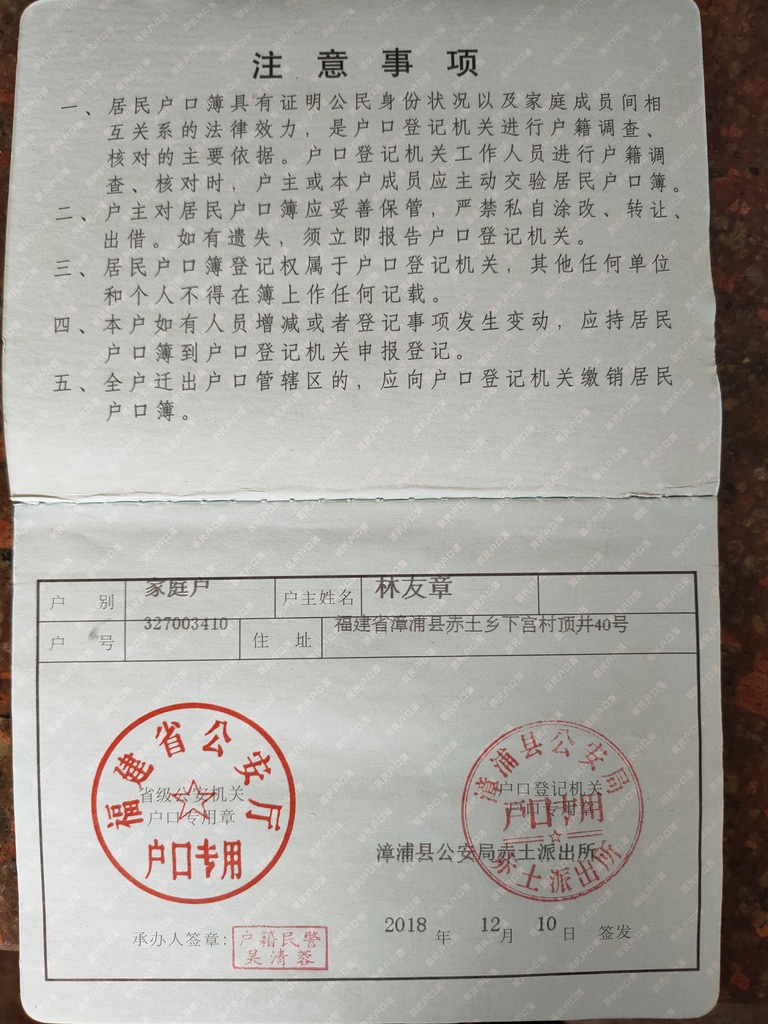 注意事项
一、居民户口簿具有证明公民身份状况以及家庭成员间相
互关系的法律效力，是户口登记机关进行户籍调查、
核对的主要依据。户口登记机关工作人员进行户籍调
查、核对时，户主或本户成员应主动交验居民户口簿。
二、户主对居民户口簿应妥善保管，严禁私自涂改、转让、
出借。如有遗失，须立即报告户口登记机关。
三、居民户口簿登记权属于户口登记机关，其他任何单位
和个人不得在簿上作任何记载。
四、本户如有人员增减或者登记事项发生变动，应持居民
户口簿到户口登记机关申报登记。
五、全户迁出户口管辖区的，应向户口登记机关缴销居民
户口簿。
户别 家庭户 户主姓名 林友章
户号 327003410 住址 福建省漳浦县赤土乡下宫村顶井40号
福建省公安厅
省级公安机关
户口专用章
户口专用
漳浦县公安局
户口登记机关
户口专用章
户口专用
漳浦县公安局赤土派出所
赤土派出所
承办人签章：
户籍民警
吴清蓉
2018年12月10日 签发